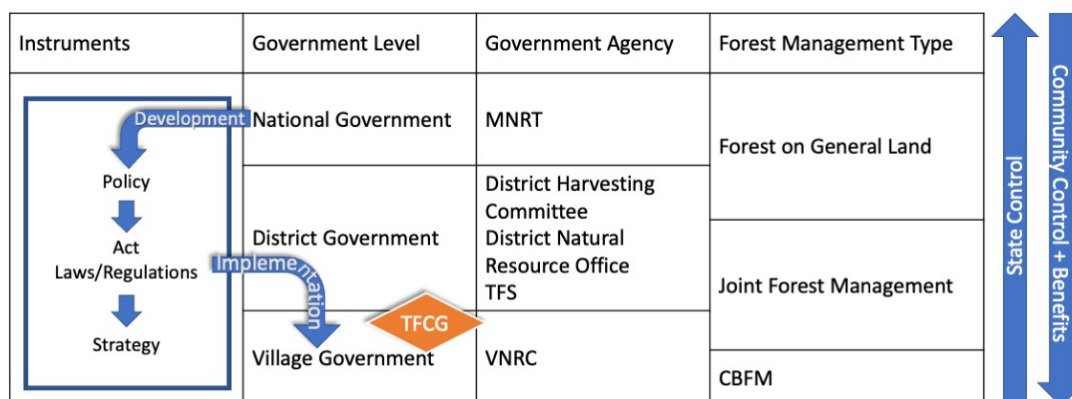 Instruments
Government Level
Government Agency
Forest Management Type
Development
Policy
Act
Laws/Regulations
Strategy
Implementation
National Government
MNRT
Forest on General Land
District Government
District Harvesting
Committee
District Natural
Resource Office
TFS
Joint Forest Management
TFCG
Village Government
VNRC
CBFM
State Control
Community Control + Benefits